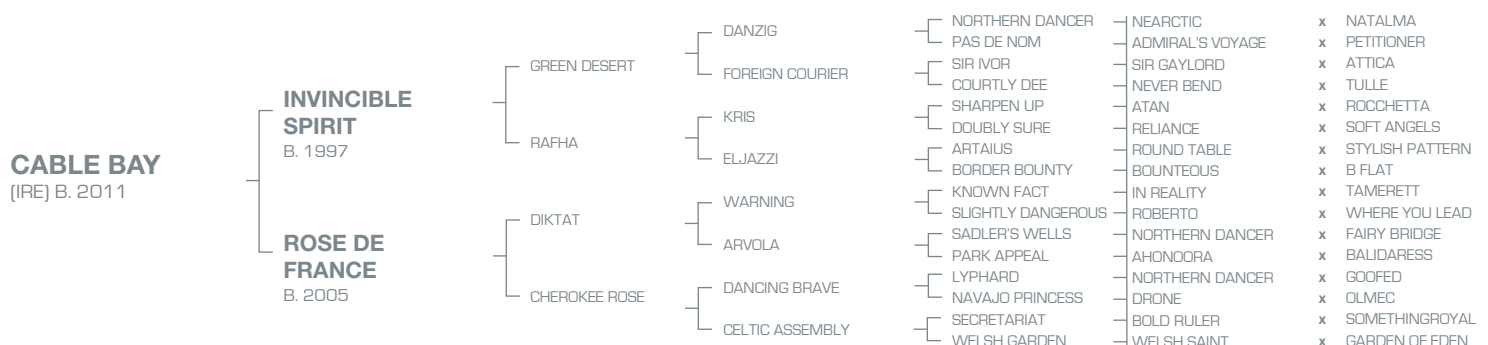 CABLE BAY
(IRE) B. 2011
INVINCIBLE
SPIRIT
B. 1997
ROSE DE
FRANCE
B. 2005
GREEN DESERT
RAFHA
DIKTAT
CHEROKEE ROSE
DANZIG
FOREIGN COURIER
KRIS
ELJAZZI
WARNING
ARVOLA
DANCING BRAVE
CELTIC ASSEMBLY
NORTHERN DANCER NEARCTIC x NATALMA
PAS DE NOM ADMIRAL'S VOYAGE x PETITIONER
SIR IVOR SIR GAYLORD x ATTICA
COURTLY DEE NEVER BEND x TULLE
SHARPEN UP ATAN x ROCCHETTA
DOUBLY SURE RELIANCE x SOFT ANGELS
ARTAIUS ROUND TABLE x STYLISH PATTERN
BORDER BOUNTY BOUNTEOUS x B FLAT
KNOWN FACT IN REALITY x TAMERETT
SLIGHTLY DANGEROUS ROBERTO x WHERE YOU LEAD
SADLER'S WELLS NORTHERN DANCER x FAIRY BRIDGE
PARK APPEAL AHONOORA x BALIDARESS
LYPHARD NORTHERN DANCER x GOOFED
NAVAJO PRINCESS DRONE x OLMEC
SECRETARIAT BOLD RULER x SOMETHINGROYAL
WELSH GARDEN WELSH SAINT x GARDEN OF EDEN